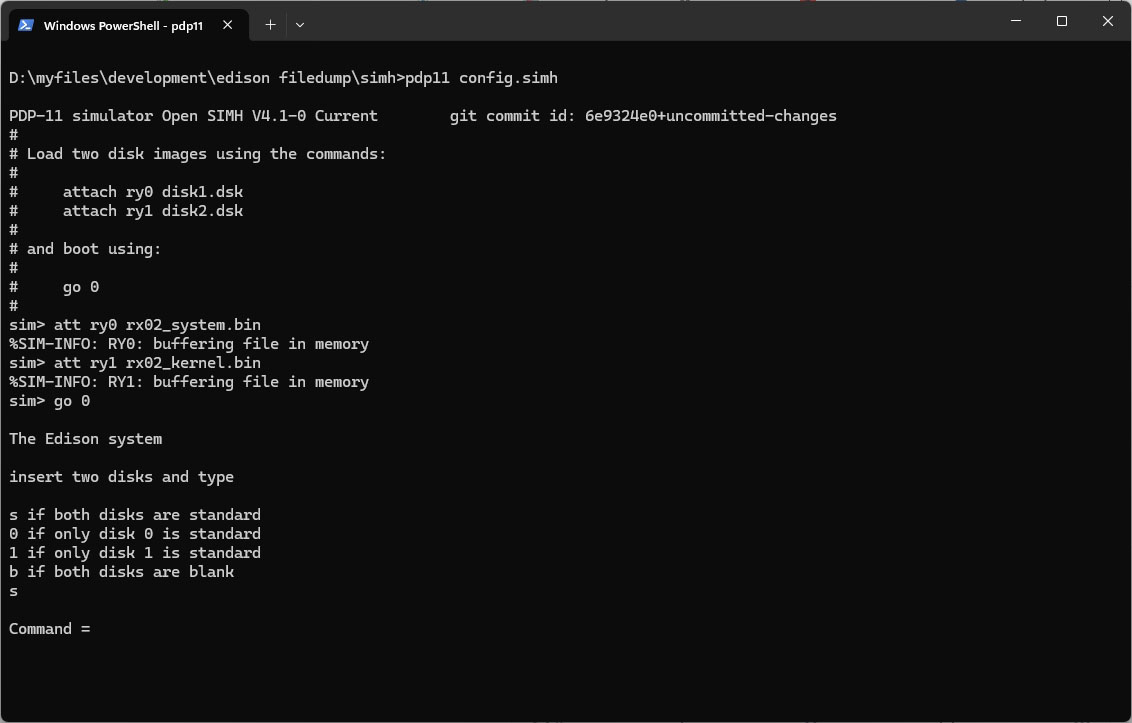 Windows PowerShell - pdp11
D:\myfiles\development\edison filedump\simh>pdp11 config.simh
PDP-11 simulator Open SIMH V4.1-0 Current        git commit id: 6e9324e0+uncommitted-changes
#
# Load two disk images using the commands:
#
#     attach ry0 disk1.dsk
#     attach ry1 disk2.dsk
#
# and boot using:
#
#     go 0
#
sim> att ry0 rx02_system.bin
%SIM-INFO: RY0: buffering file in memory
sim> att ry1 rx02_kernel.bin
%SIM-INFO: RY1: buffering file in memory
sim> go 0
The Edison system
insert two disks and type
s if both disks are standard
0 if only disk 0 is standard
1 if only disk 1 is standard
b if both disks are blank
s
Command =